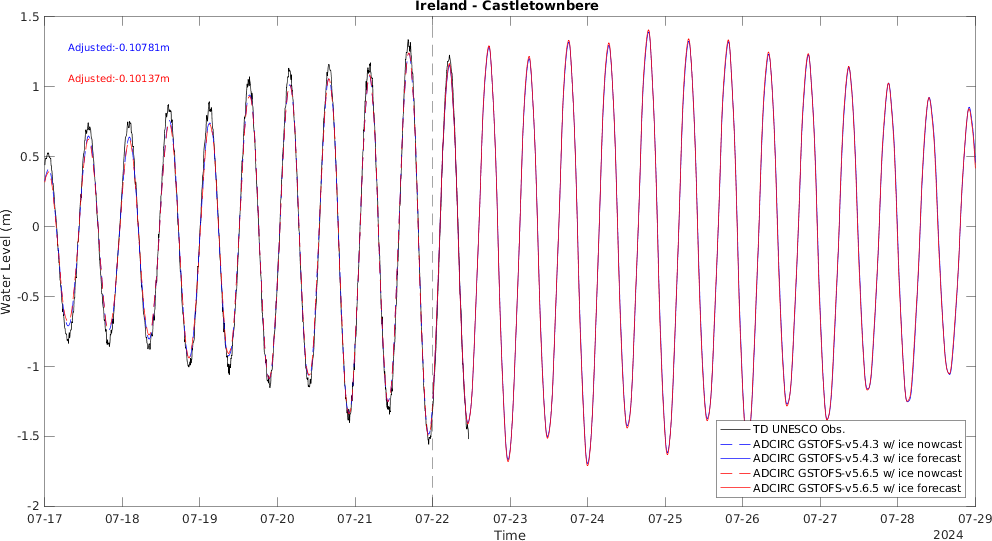 Ireland - Castletownbere
Adjusted:-0.10781m
Adjusted:-0.10137m
Water Level (m)
1.5
1
0.5
0
-0.5
-1
-1.5
-2
TD UNESCO Obs.
ADCIRC GSTOFS-v5.4.3 w/ ice nowcast
ADCIRC GSTOFS-v5.4.3 w/ ice forecast
ADCIRC GSTOFS-v5.6.5 w/ ice nowcast
ADCIRC GSTOFS-v5.6.5 w/ ice forecast
07-17 07-18 07-19 07-20 07-21 07-22 07-23 07-24 07-25 07-26 07-27 07-28 07-29
Time
2024